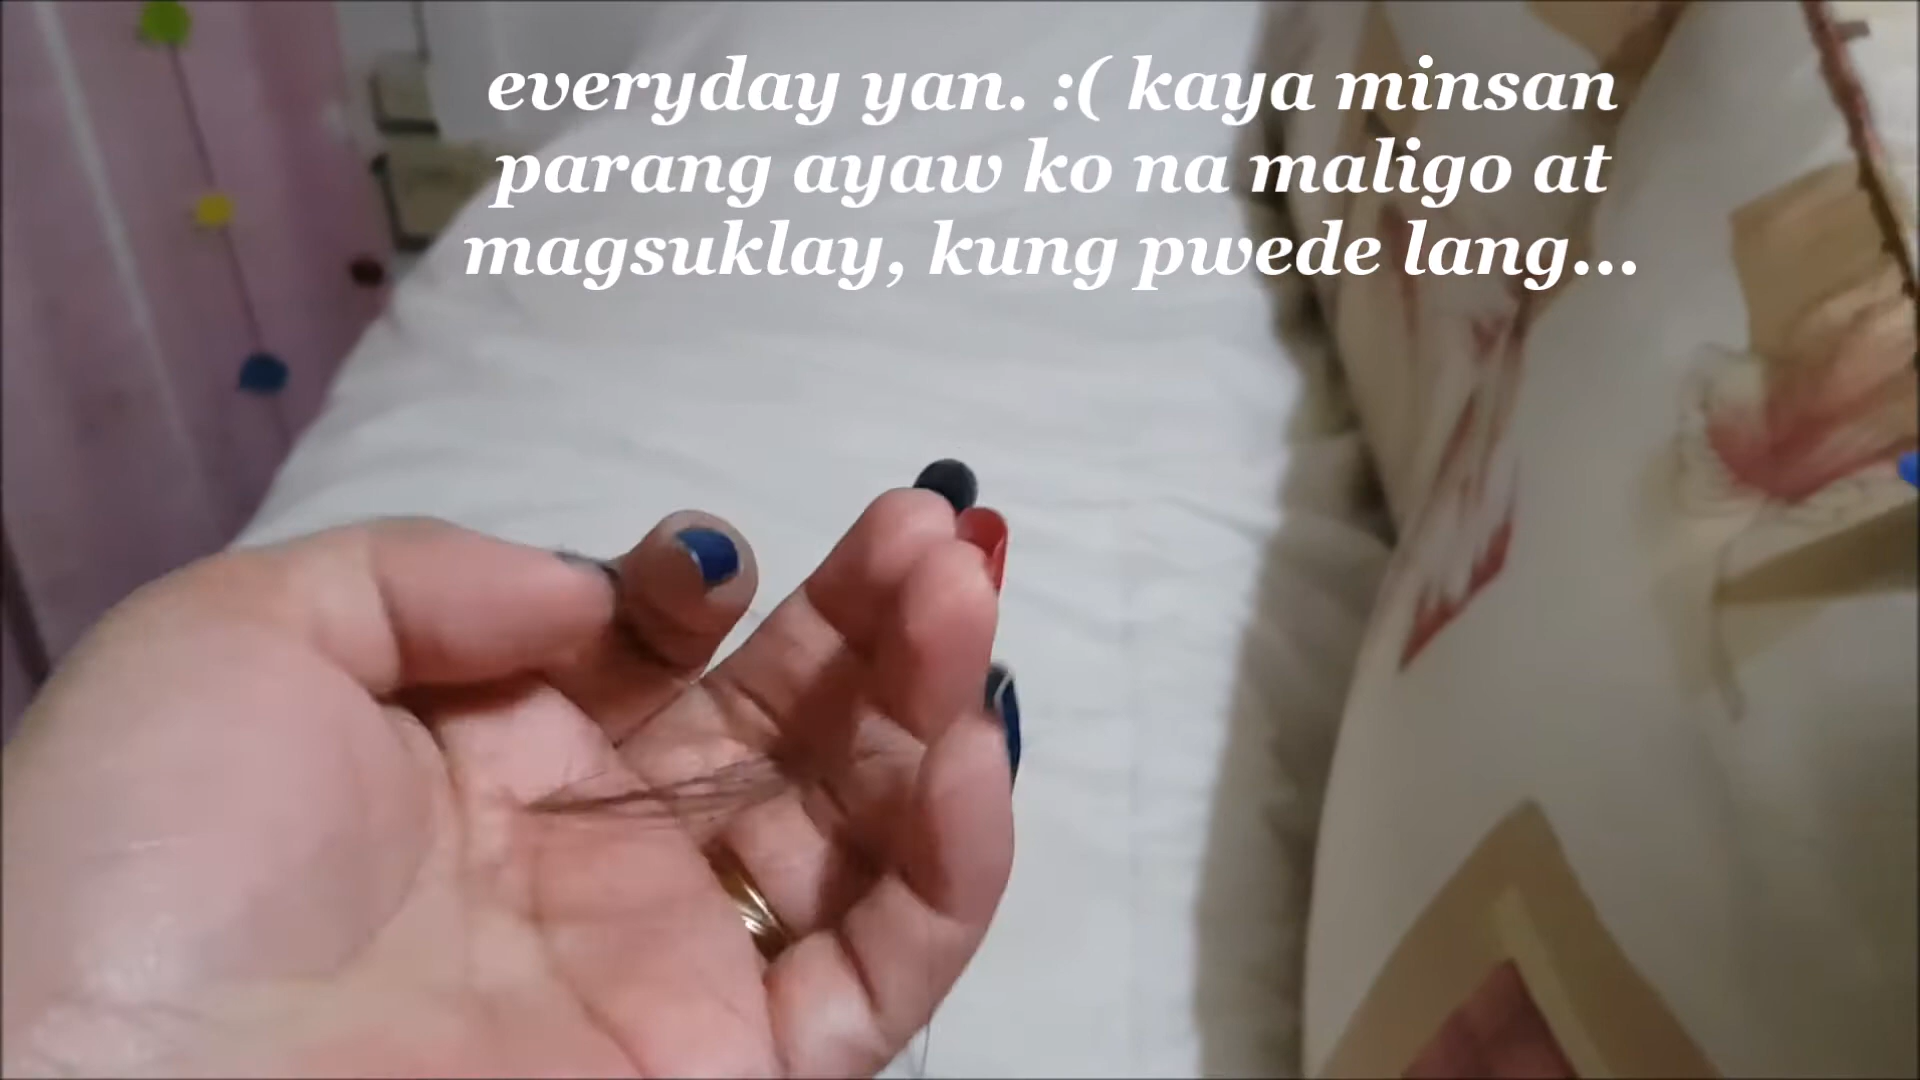 everyday yan. :( kaya minsan
parang ayaw ko na maligo at
magsuklay, kung pwede lang...